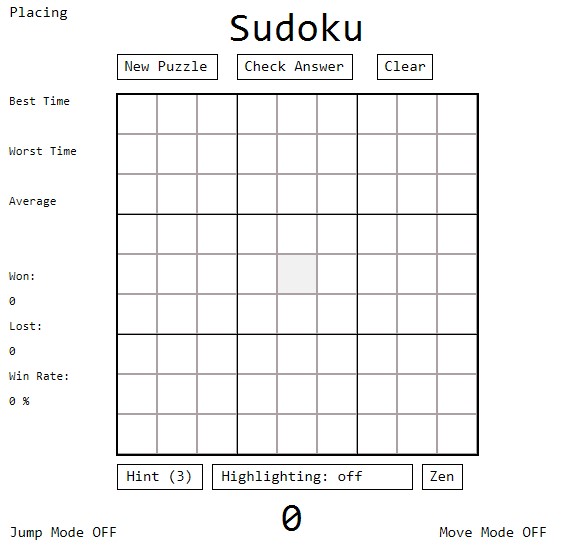 Placing
Sudoku
New Puzzle
Check Answer
Clear
Best Time
Worst Time
Average
Won:
0
Lost:
0
Win Rate:
0 %
Hint (3)
Highlighting: off
Zen
0
Jump Mode OFF
Move Mode OFF